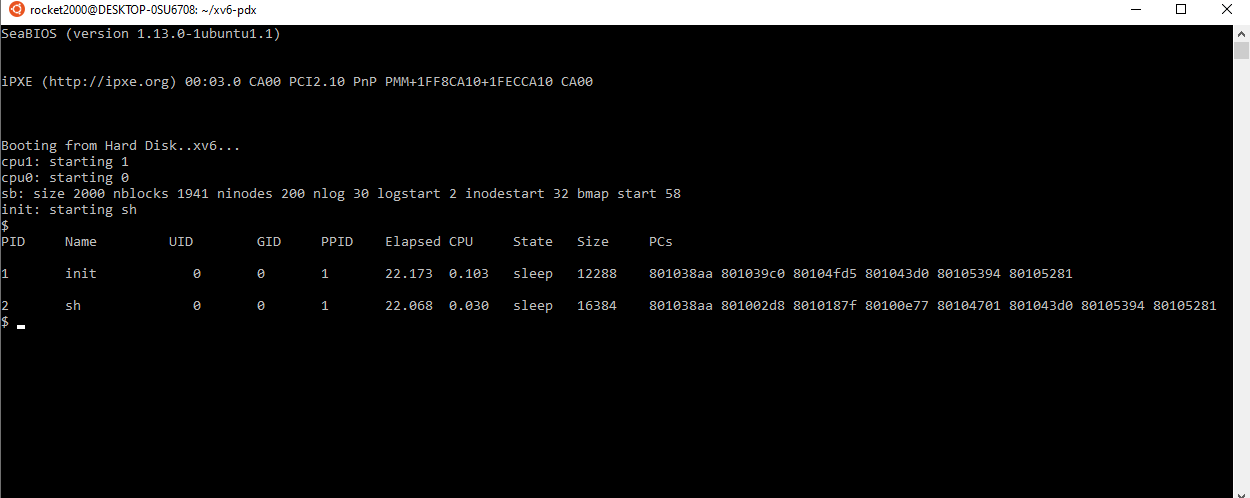 rocket2000@DESKTOP-0SU6708: ~/xv6-pdx
SeaBIOS (version 1.13.0-1ubuntu1.1)
iPXE (http://ipxe.org) 00:03.0 CA00 PCI2.10 PnP PMM+1FF8CA10+1FECCA10 CA00
Booting from Hard Disk..xv6...
cpu1: starting 1
cpu0: starting 0
sb: size 2000 nblocks 1941 ninodes 200 nlog 30 logstart 2 inodestart 32 bmap start 58
init: starting sh
$
PID Name UID GID PPID Elapsed CPU State Size PCs
1 init 0 0 1 22.173 0.103 sleep 12288 801038aa 801039c0 80104fd5 801043d0 80105394 80105281
2 sh 0 0 1 22.068 0.030 sleep 16384 801038aa 801002d8 8010187f 80100e77 80104701 801043d0 80105394 80105281
$